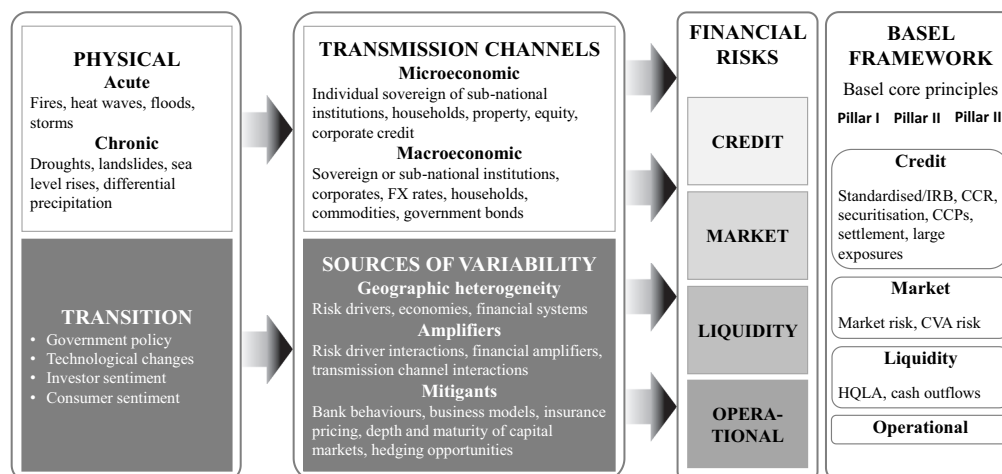 PHYSICAL
Acute
Fires, heat waves, floods,
storms
Chronic
Droughts, landslides, sea
level rises, differential
precipitation
TRANSITION
• Government policy
• Technological changes
• Investor sentiment
• Consumer sentiment
TRANSMISSION CHANNELS
Microeconomic
Individual sovereign of sub-national
institutions, households, property, equity,
corporate credit
Macroeconomic
Sovereign or sub-national institutions,
corporates, FX rates, households,
commodities, government bonds
SOURCES OF VARIABILITY
Geographic heterogeneity
Risk drivers, economies, financial systems
Amplifiers
Risk driver interactions, financial amplifiers,
transmission channel interactions
Mitigants
Bank behaviours, business models, insurance
pricing, depth and maturity of capital
markets, hedging opportunities
FINANCIAL
RISKS
CREDIT
MARKET
LIQUIDITY
OPERA-
TIONAL
BASEL
FRAMEWORK
Basel core principles
Pillar I Pillar II Pillar II
Credit
Standardised/IRB, CCR,
securitisation, CCPs,
settlement, large
exposures
Market
Market risk, CVA risk
Liquidity
HQLA, cash outflows
Operational